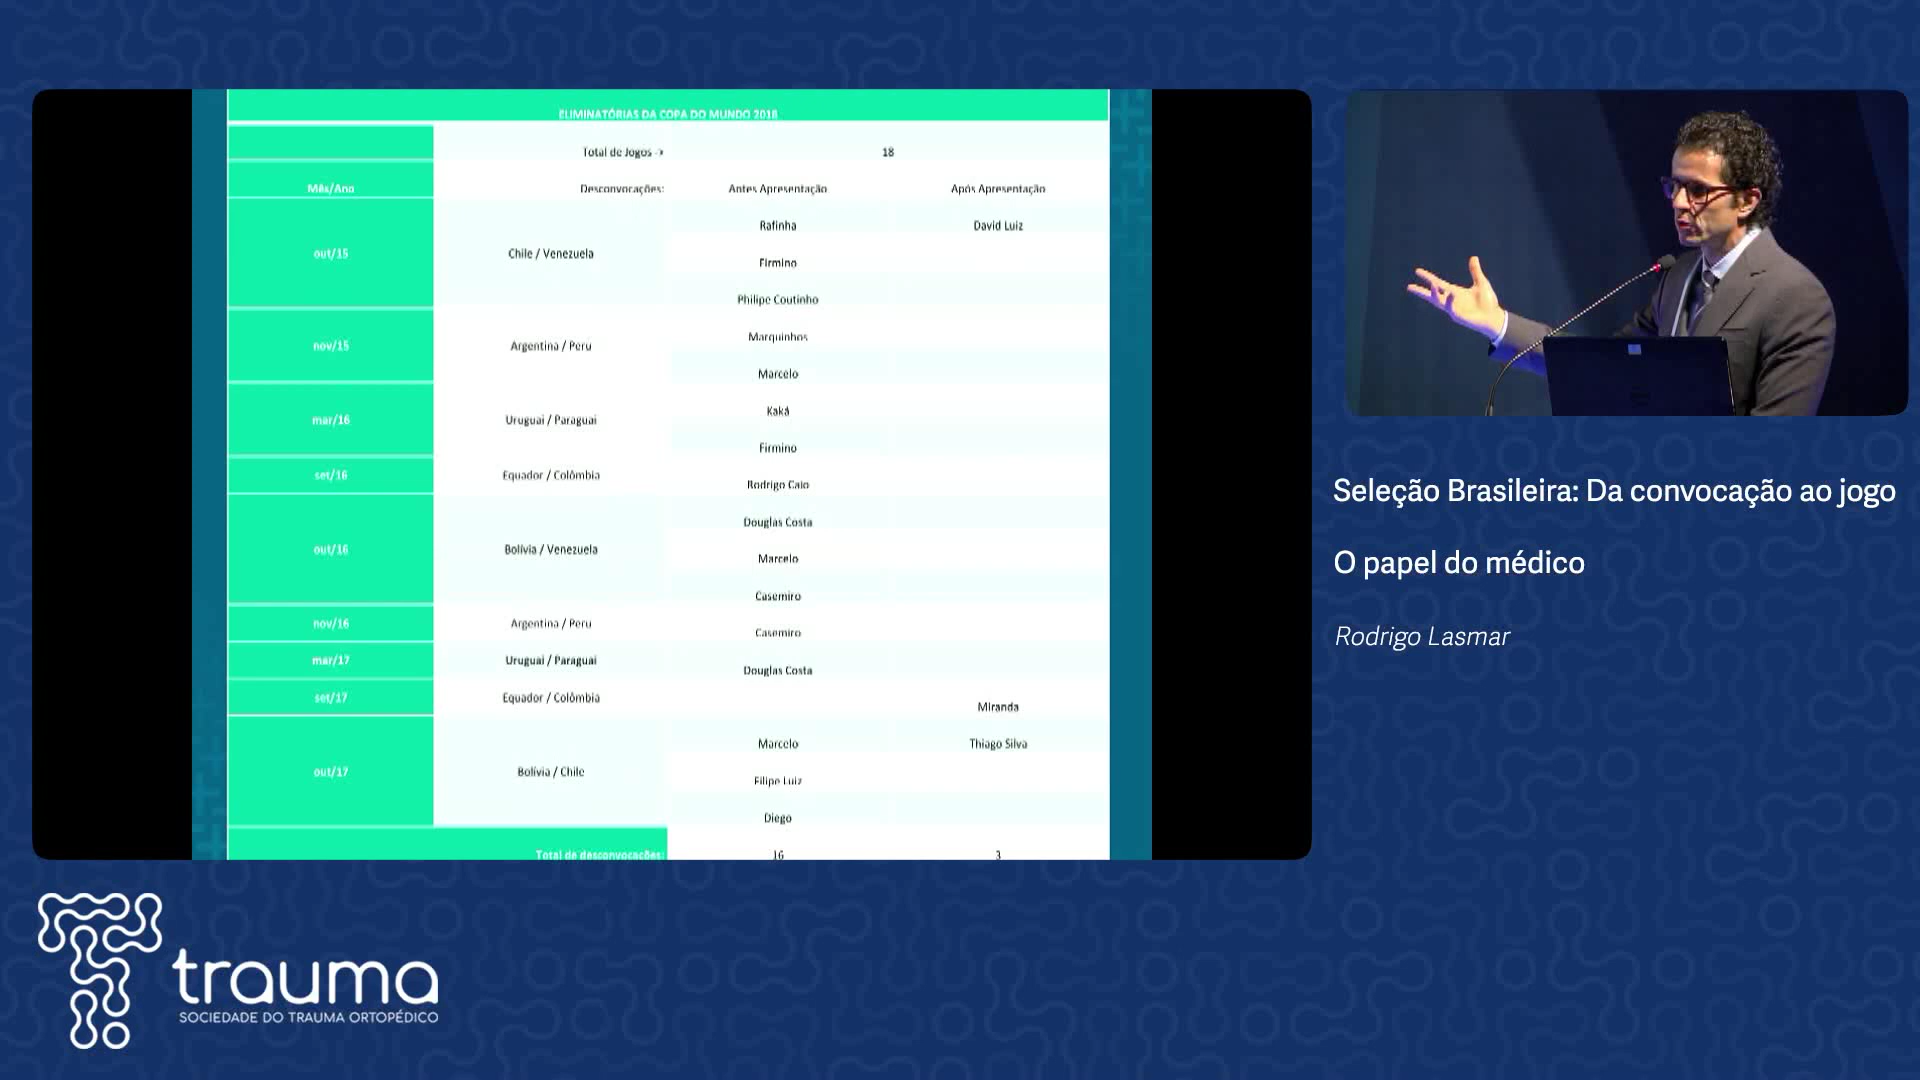 ELIMINATÓRIAS DA COPA DO MUNDO 2018
Total de Jogos -> 18
Mês/Ano Desconvocações: Antes Apresentação Após Apresentação
out/15 Chile / Venezuela Rafinha David Luiz
Firmino
Philipe Coutinho
nov/15 Argentina / Peru Marquinhos
Marcelo
mar/16 Uruguai / Paraguai Kaká
Firmino
set/16 Equador / Colômbia Rodrigo Caio
out/16 Bolívia / Venezuela Douglas Costa
Marcelo
Casemiro
nov/16 Argentina / Peru Casemiro
mar/17 Uruguai / Paraguai Douglas Costa
set/17 Equador / Colômbia Miranda
out/17 Bolívia / Chile Marcelo Thiago Silva
Filipe Luiz
Diego
Total de desconvocações: 16 3
Seleção Brasileira: Da convocação ao jogo
O papel do médico
Rodrigo Lasmar
trauma
SOCIEDADE DO TRAUMA ORTOPÉDICO